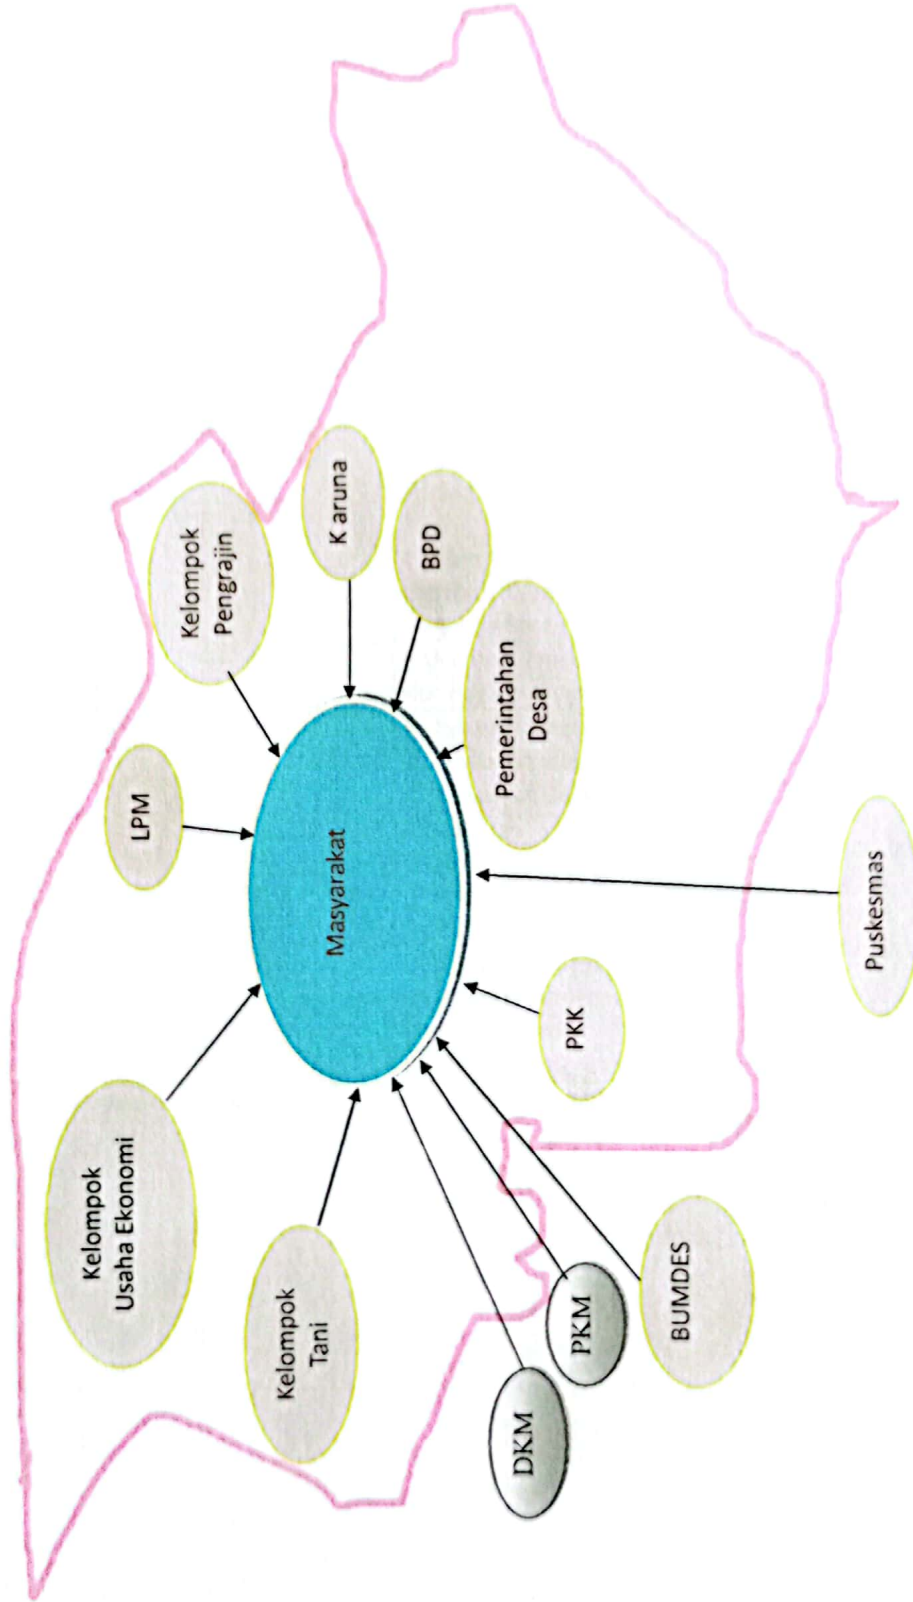 Kelompok
Usaha Ekonomi
LPM
Kelompok
Pengrajin
Kelompok
Tani
Masyarakat
K aruna
BPD
Pemerintahan
Desa
DKM
PKM
PKK
BUMDES
Puskesmas